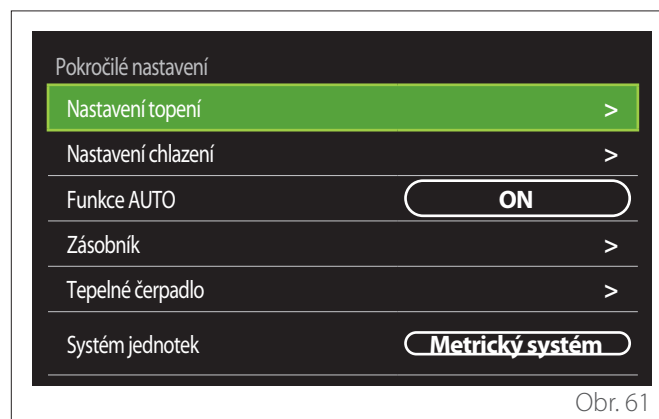 Pokročilé nastavení
Nastavení topení >
Nastavení chlazení >
Funkce AUTO ON
Zásobník >
Tepelné čerpadlo >
Systém jednotek Metrický systém
Obr. 61